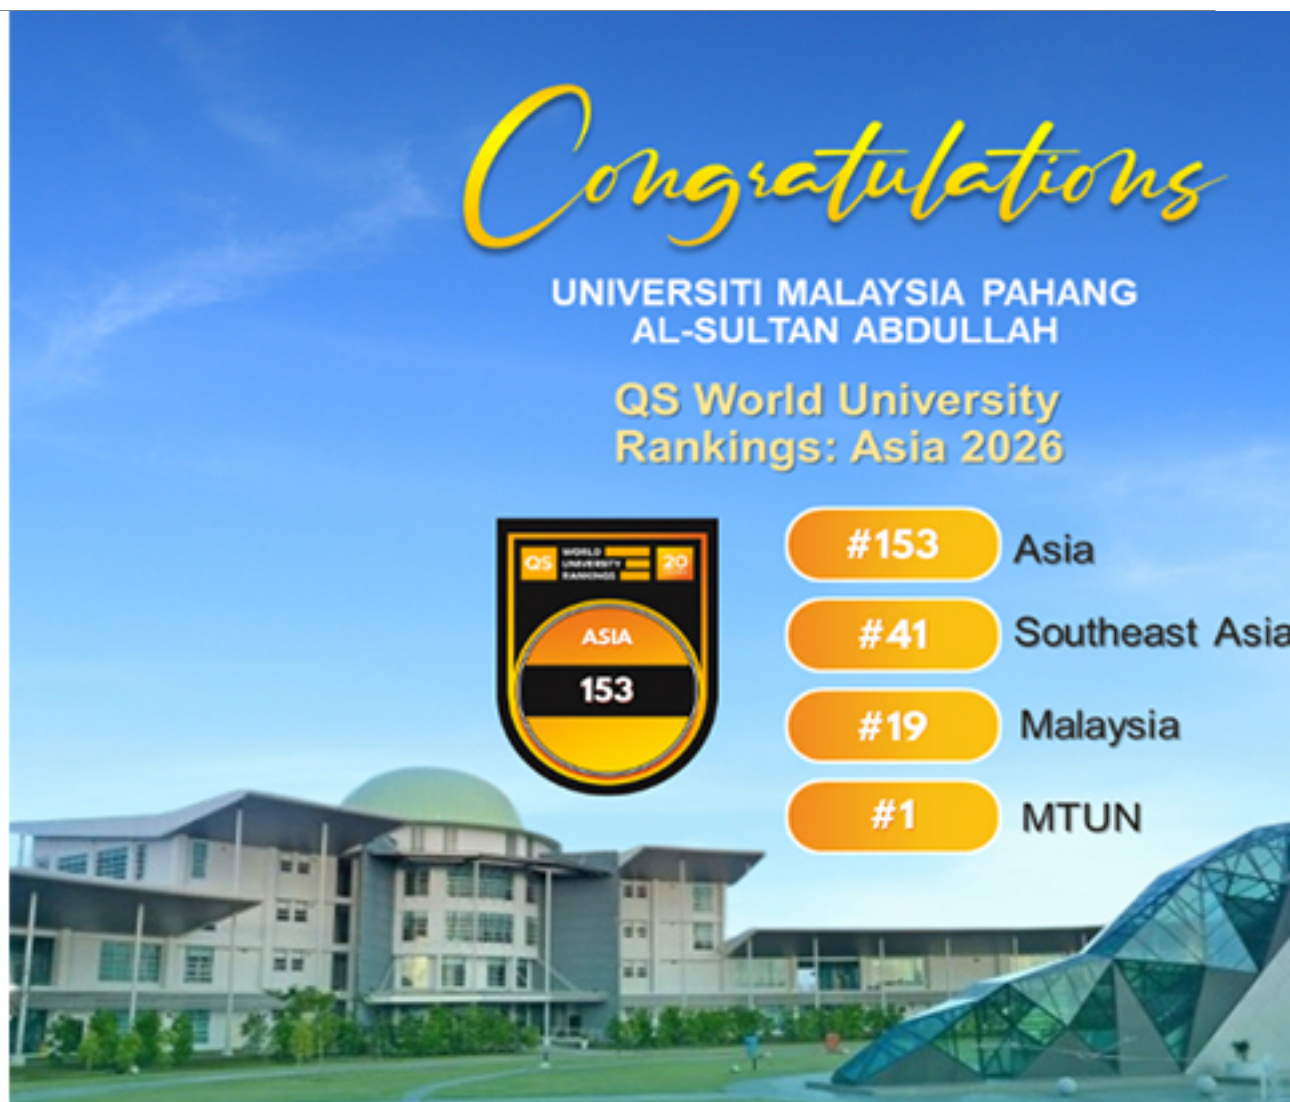 Congratulations
UNIVERSITI MALAYSIA PAHANG
AL-SULTAN ABDULLAH
QS World University
Rankings: Asia 2026
QS
WORLD
UNIVERSITY
RANKINGS
20
ASIA
153
#153 Asia
#41 Southeast Asia
#19 Malaysia
#1 MTUN